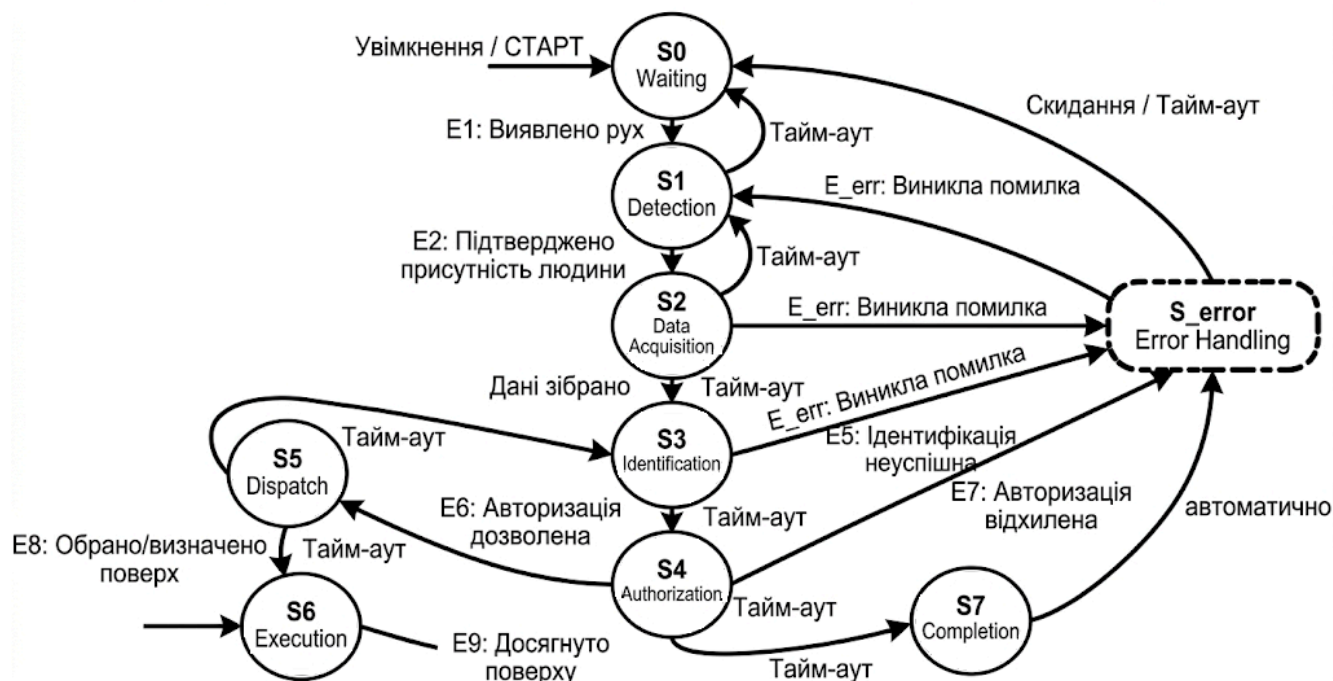 Увімкнення / СТАРТ
S0
Waiting
Скидання / Тайм-аут
E1: Виявлено рух
Тайм-аут
E_err: Виникла помилка
S1
Detection
E2: Підтверджено
присутність людини
Тайм-аут
S2
Data
Acquisition
E_err: Виникла помилка
S_error
Error Handling
Дані зібрано
Тайм-аут
E_err: Виникла помилка
Тайм-аут
S3
Identification
E5: Ідентифікація
неуспішна
S5
Dispatch
E6: Авторизація
дозволена
Тайм-аут
E7: Авторизація
відхилена
автоматично
E8: Обрано/визначено
поверх
Тайм-аут
S4
Authorization
Тайм-аут
S6
Execution
S7
Completion
E9: Досягнуто
поверху
Тайм-аут